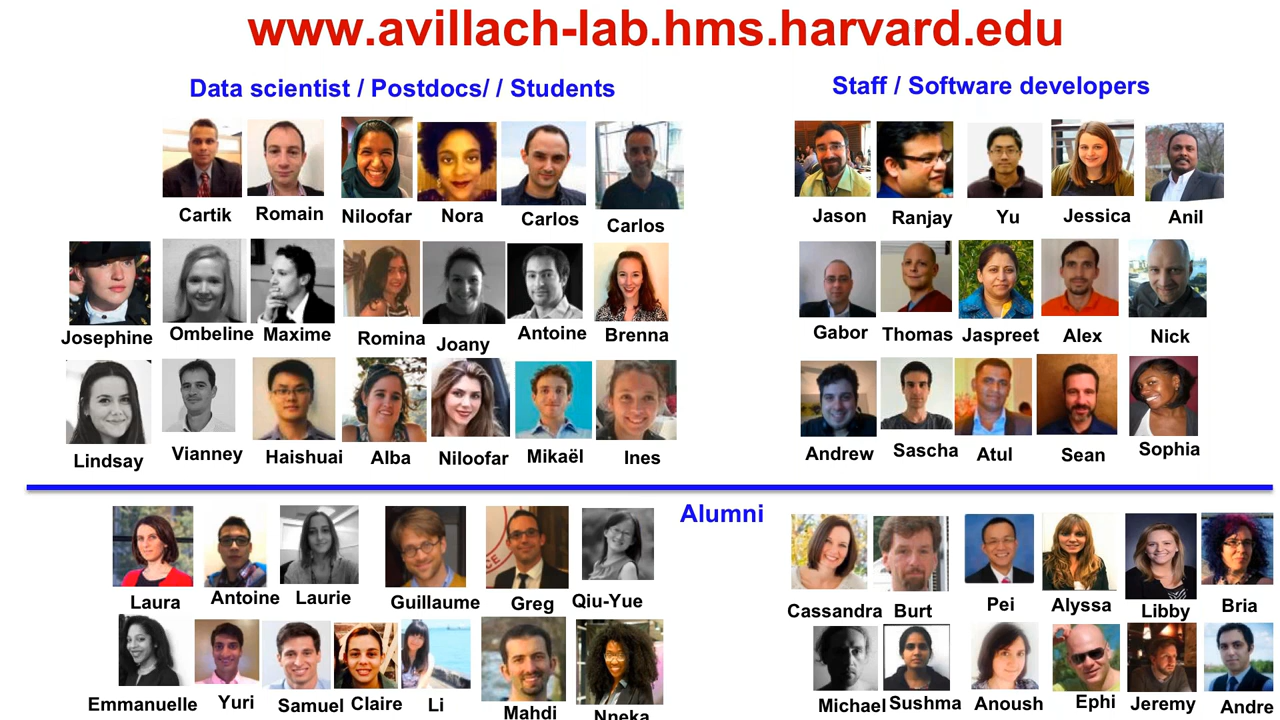 www.avillach-lab.hms.harvard.edu
Data scientist / Postdocs/ / Students
Cartik Romain Niloofar Nora Carlos Carlos
Josephine Ombeline Maxime Romina Joany Antoine Brenna
Lindsay Vianney Haishuai Alba Niloofar Mikaël Ines
Staff / Software developers
Jason Ranjay Yu Jessica Anil
Gabor Thomas Jaspreet Alex Nick
Andrew Sascha Atul Sean Sophia
Alumni
Laura Antoine Laurie Guillaume Greg Qiu-Yue
Emmanuelle Yuri Samuel Claire Li Mahdi Nneka
Cassandra Burt Pei Alyssa Libby Bria
Michael Sushma Anoush Ephi Jeremy Andre